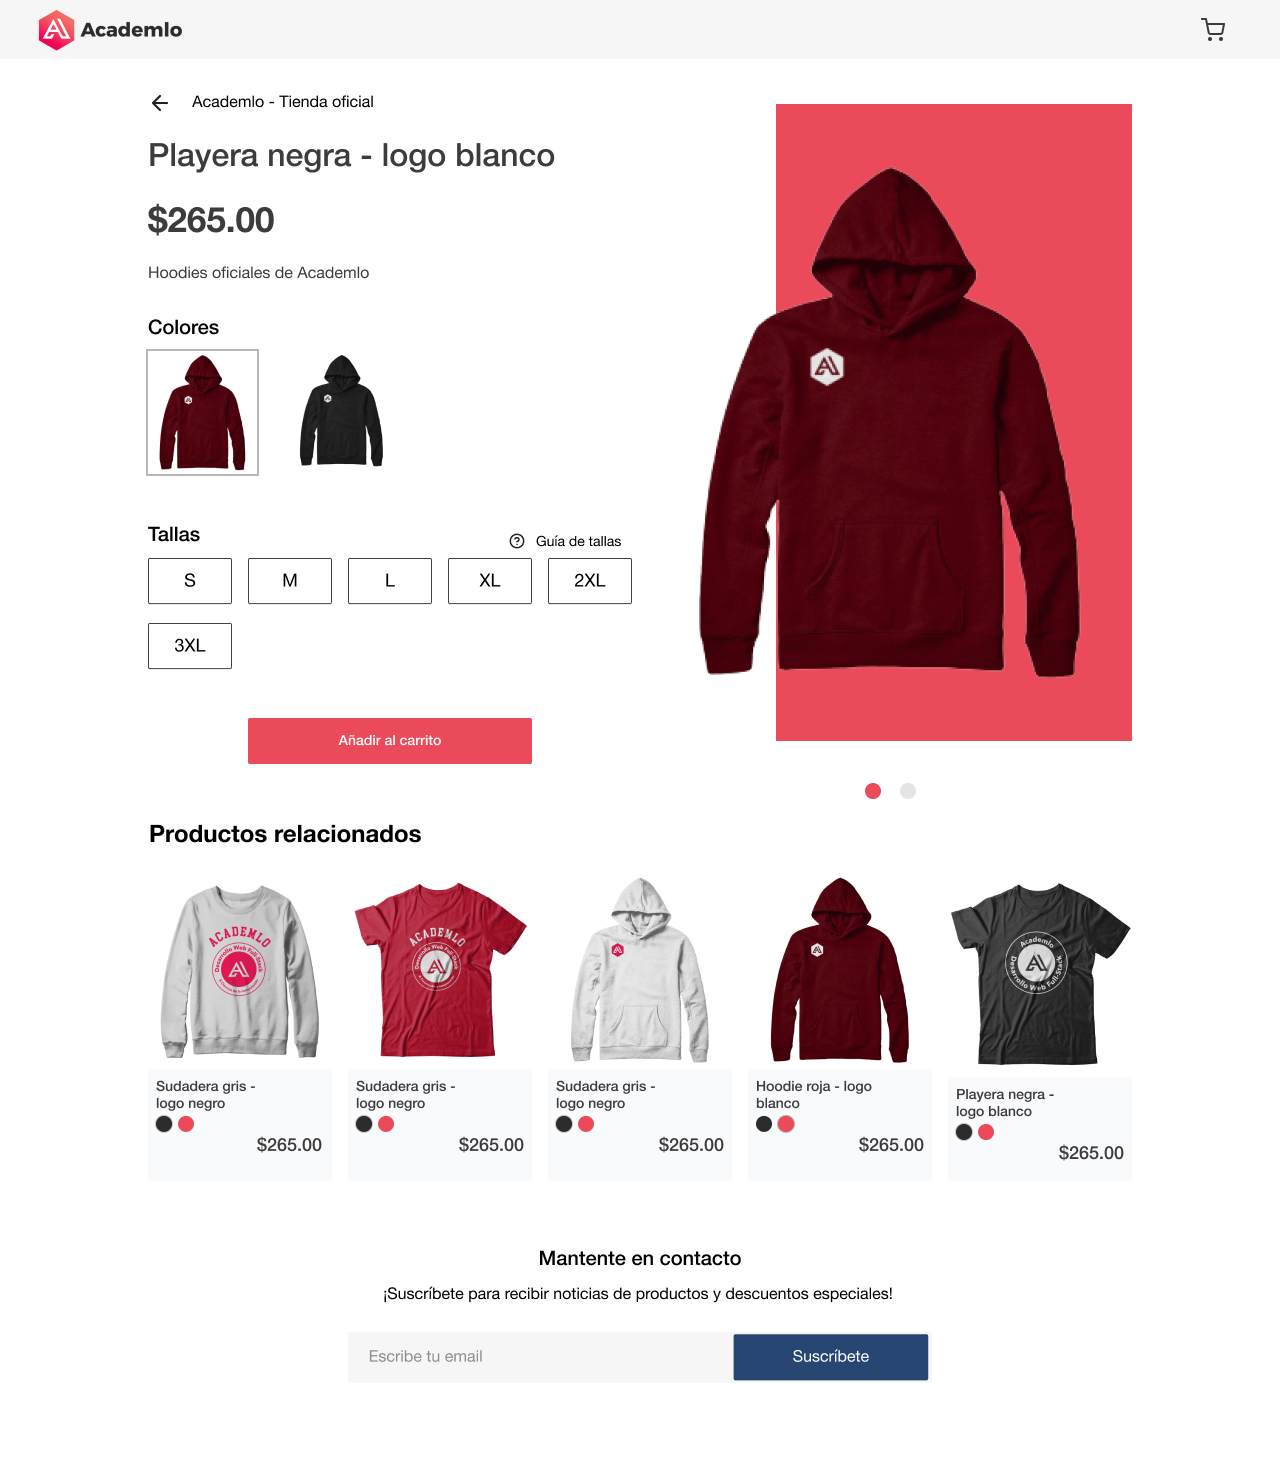 Academlo
Academlo - Tienda oficial
Playera negra - logo blanco
$265.00
Hoodies oficiales de Academlo
Colores
Tallas
Guía de tallas
S
M
L
XL
2XL
3XL
Añadir al carrito
Productos relacionados
ACADEMLO
Desarrollo Web Full-Stack
ACADEMLO
Desarrollo Web Full-Stack
Academlo
Desarrollo Web Full-Stack
Sudadera gris -
logo negro
$265.00
Sudadera gris -
logo negro
$265.00
Sudadera gris -
logo negro
$265.00
Hoodie roja - logo
blanco
$265.00
Playera negra -
logo blanco
$265.00
Mantente en contacto
¡Suscríbete para recibir noticias de productos y descuentos especiales!
Escribe tu email
Suscríbete